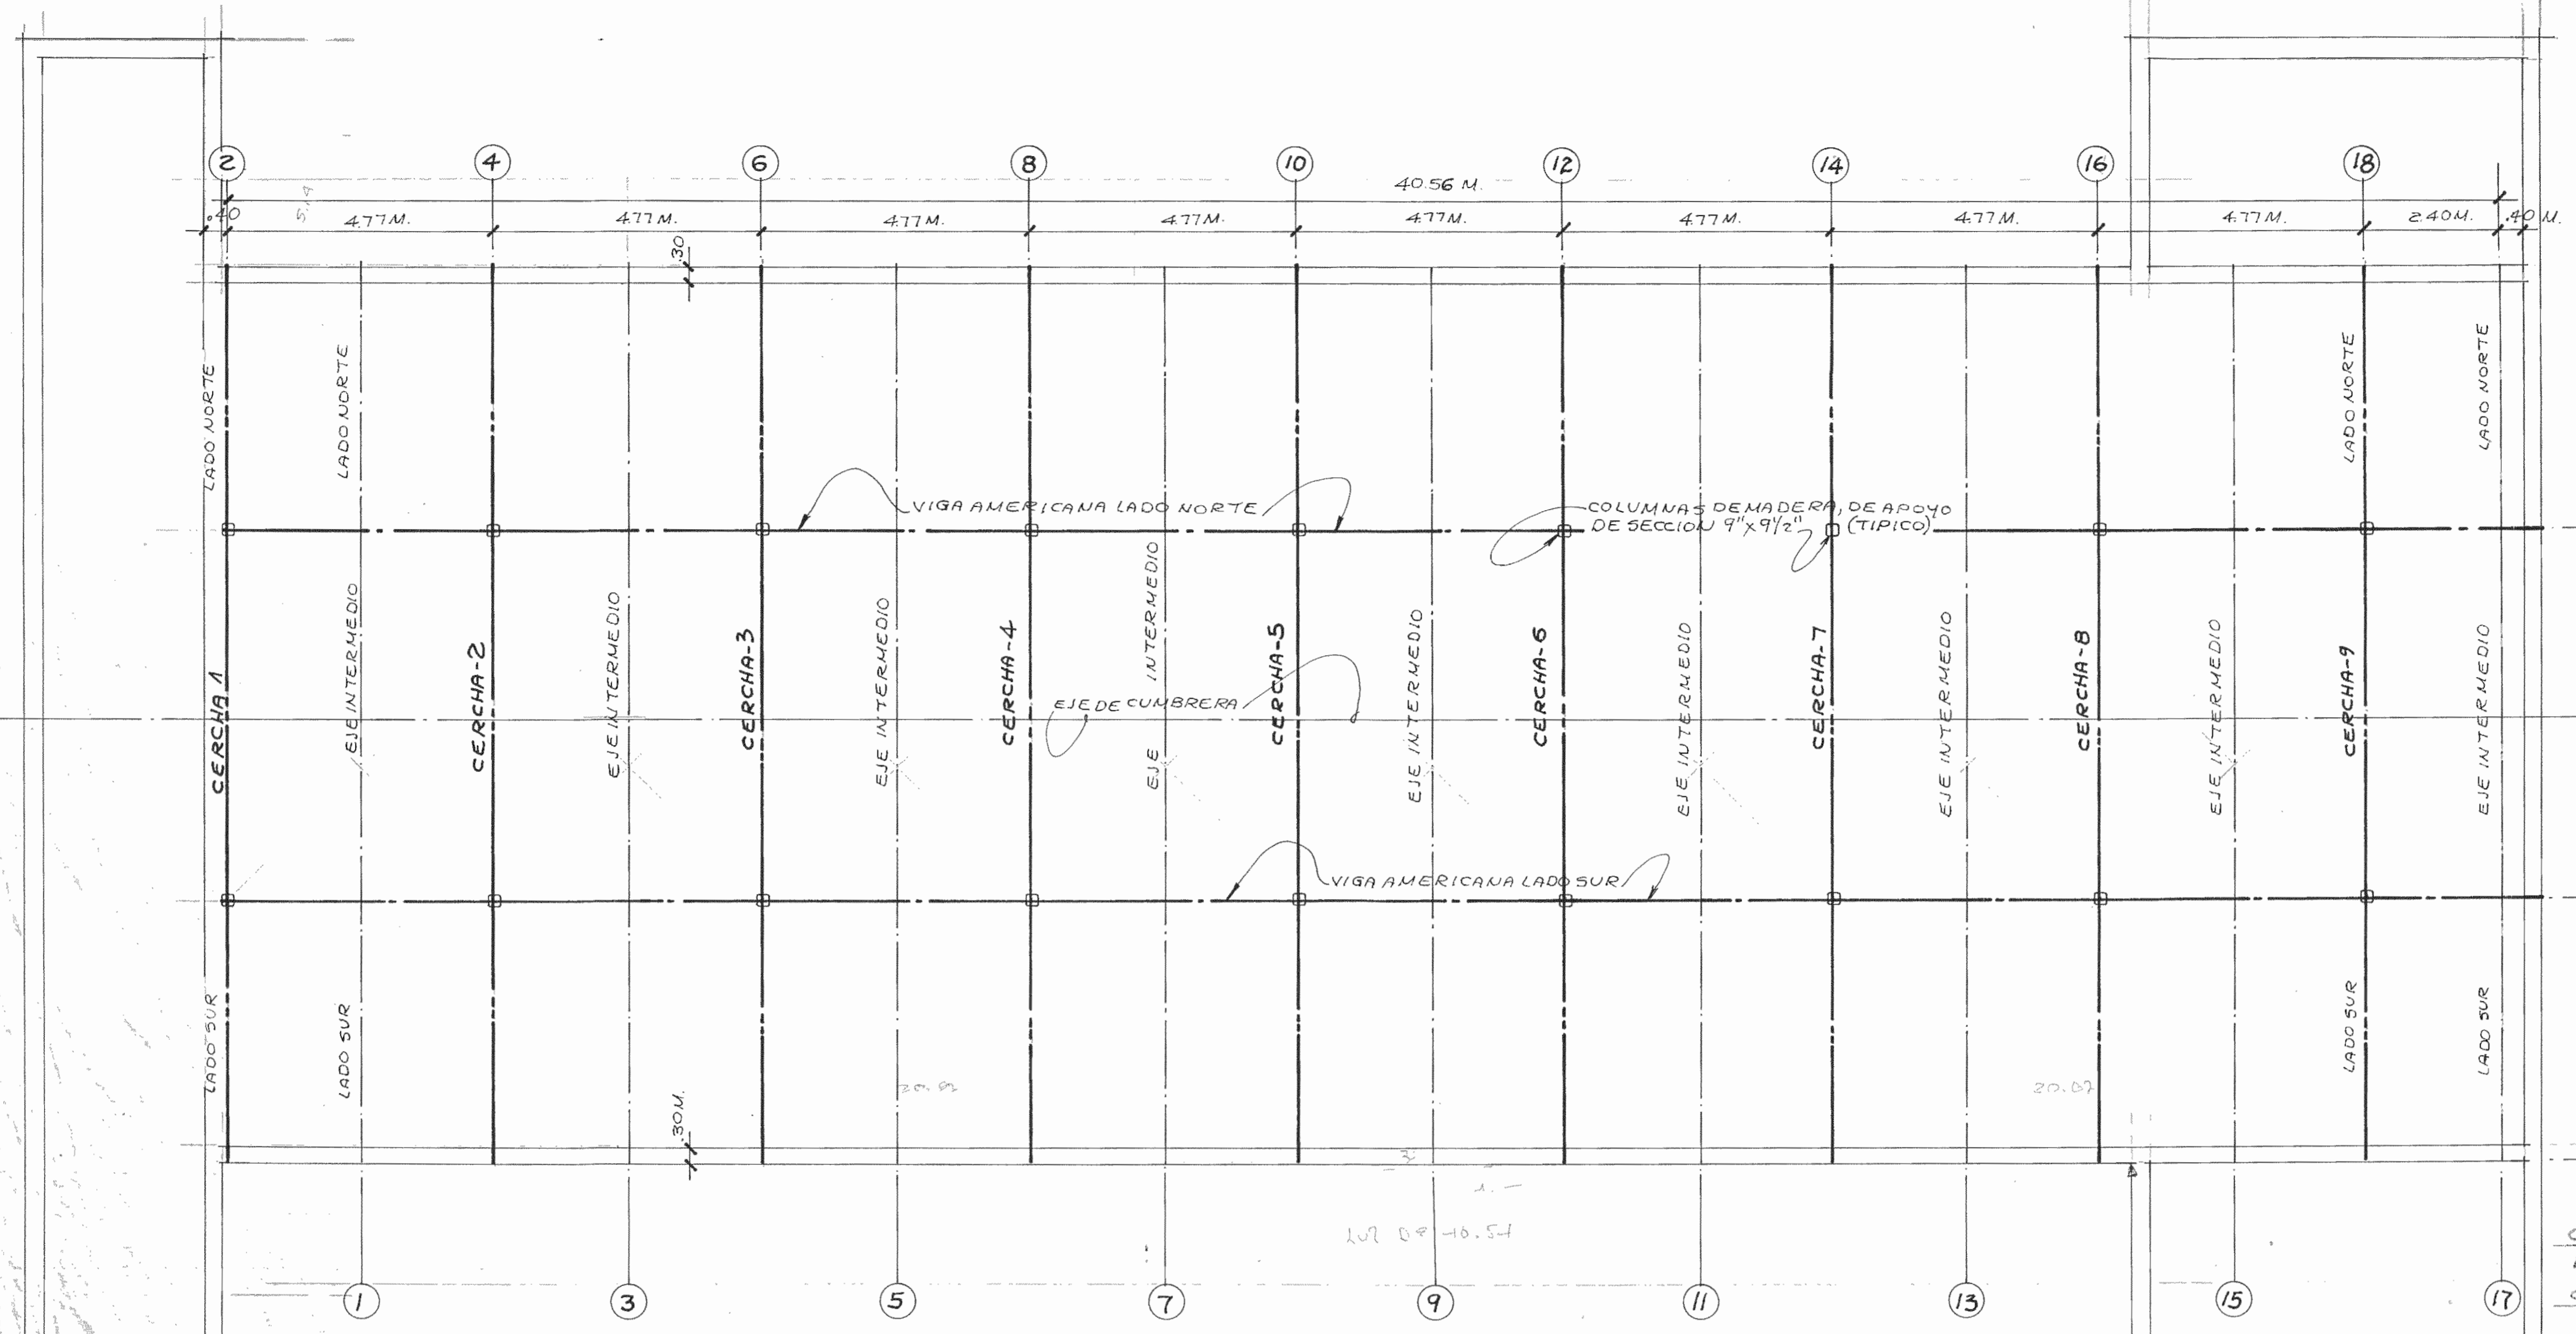 2 4 6 8 10 12 14 16 18
40.56 M.
.40 4.77M. 4.77M. 4.77M. 4.77M. 4.77M. 4.77M. 4.77M. 4.77M. 2.40M. .40 M.
.30
LADO NORTE
LADO NORTE
LADO NORTE
LADO NORTE
VIGA AMERICANA LADO NORTE
COLUMNAS DE MADERA, DE APOYO
DE SECCION 9"x9½" (TIPICO)
CERCHA 1
EJE INTERMEDIO
CERCHA-2
EJE INTERMEDIO
CERCHA-3
EJE INTERMEDIO
CERCHA-4
EJE DE CUMBRERA
EJE INTERMEDIO
CERCHA-5
EJE INTERMEDIO
CERCHA-6
EJE INTERMEDIO
CERCHA-7
EJE INTERMEDIO
CERCHA-8
EJE INTERMEDIO
CERCHA-9
EJE INTERMEDIO
VIGA AMERICANA LADO SUR
LADO SUR
LADO SUR
LADO SUR
LADO SUR
.30M.
20.07
1 3 5 7 9 11 13 15 17